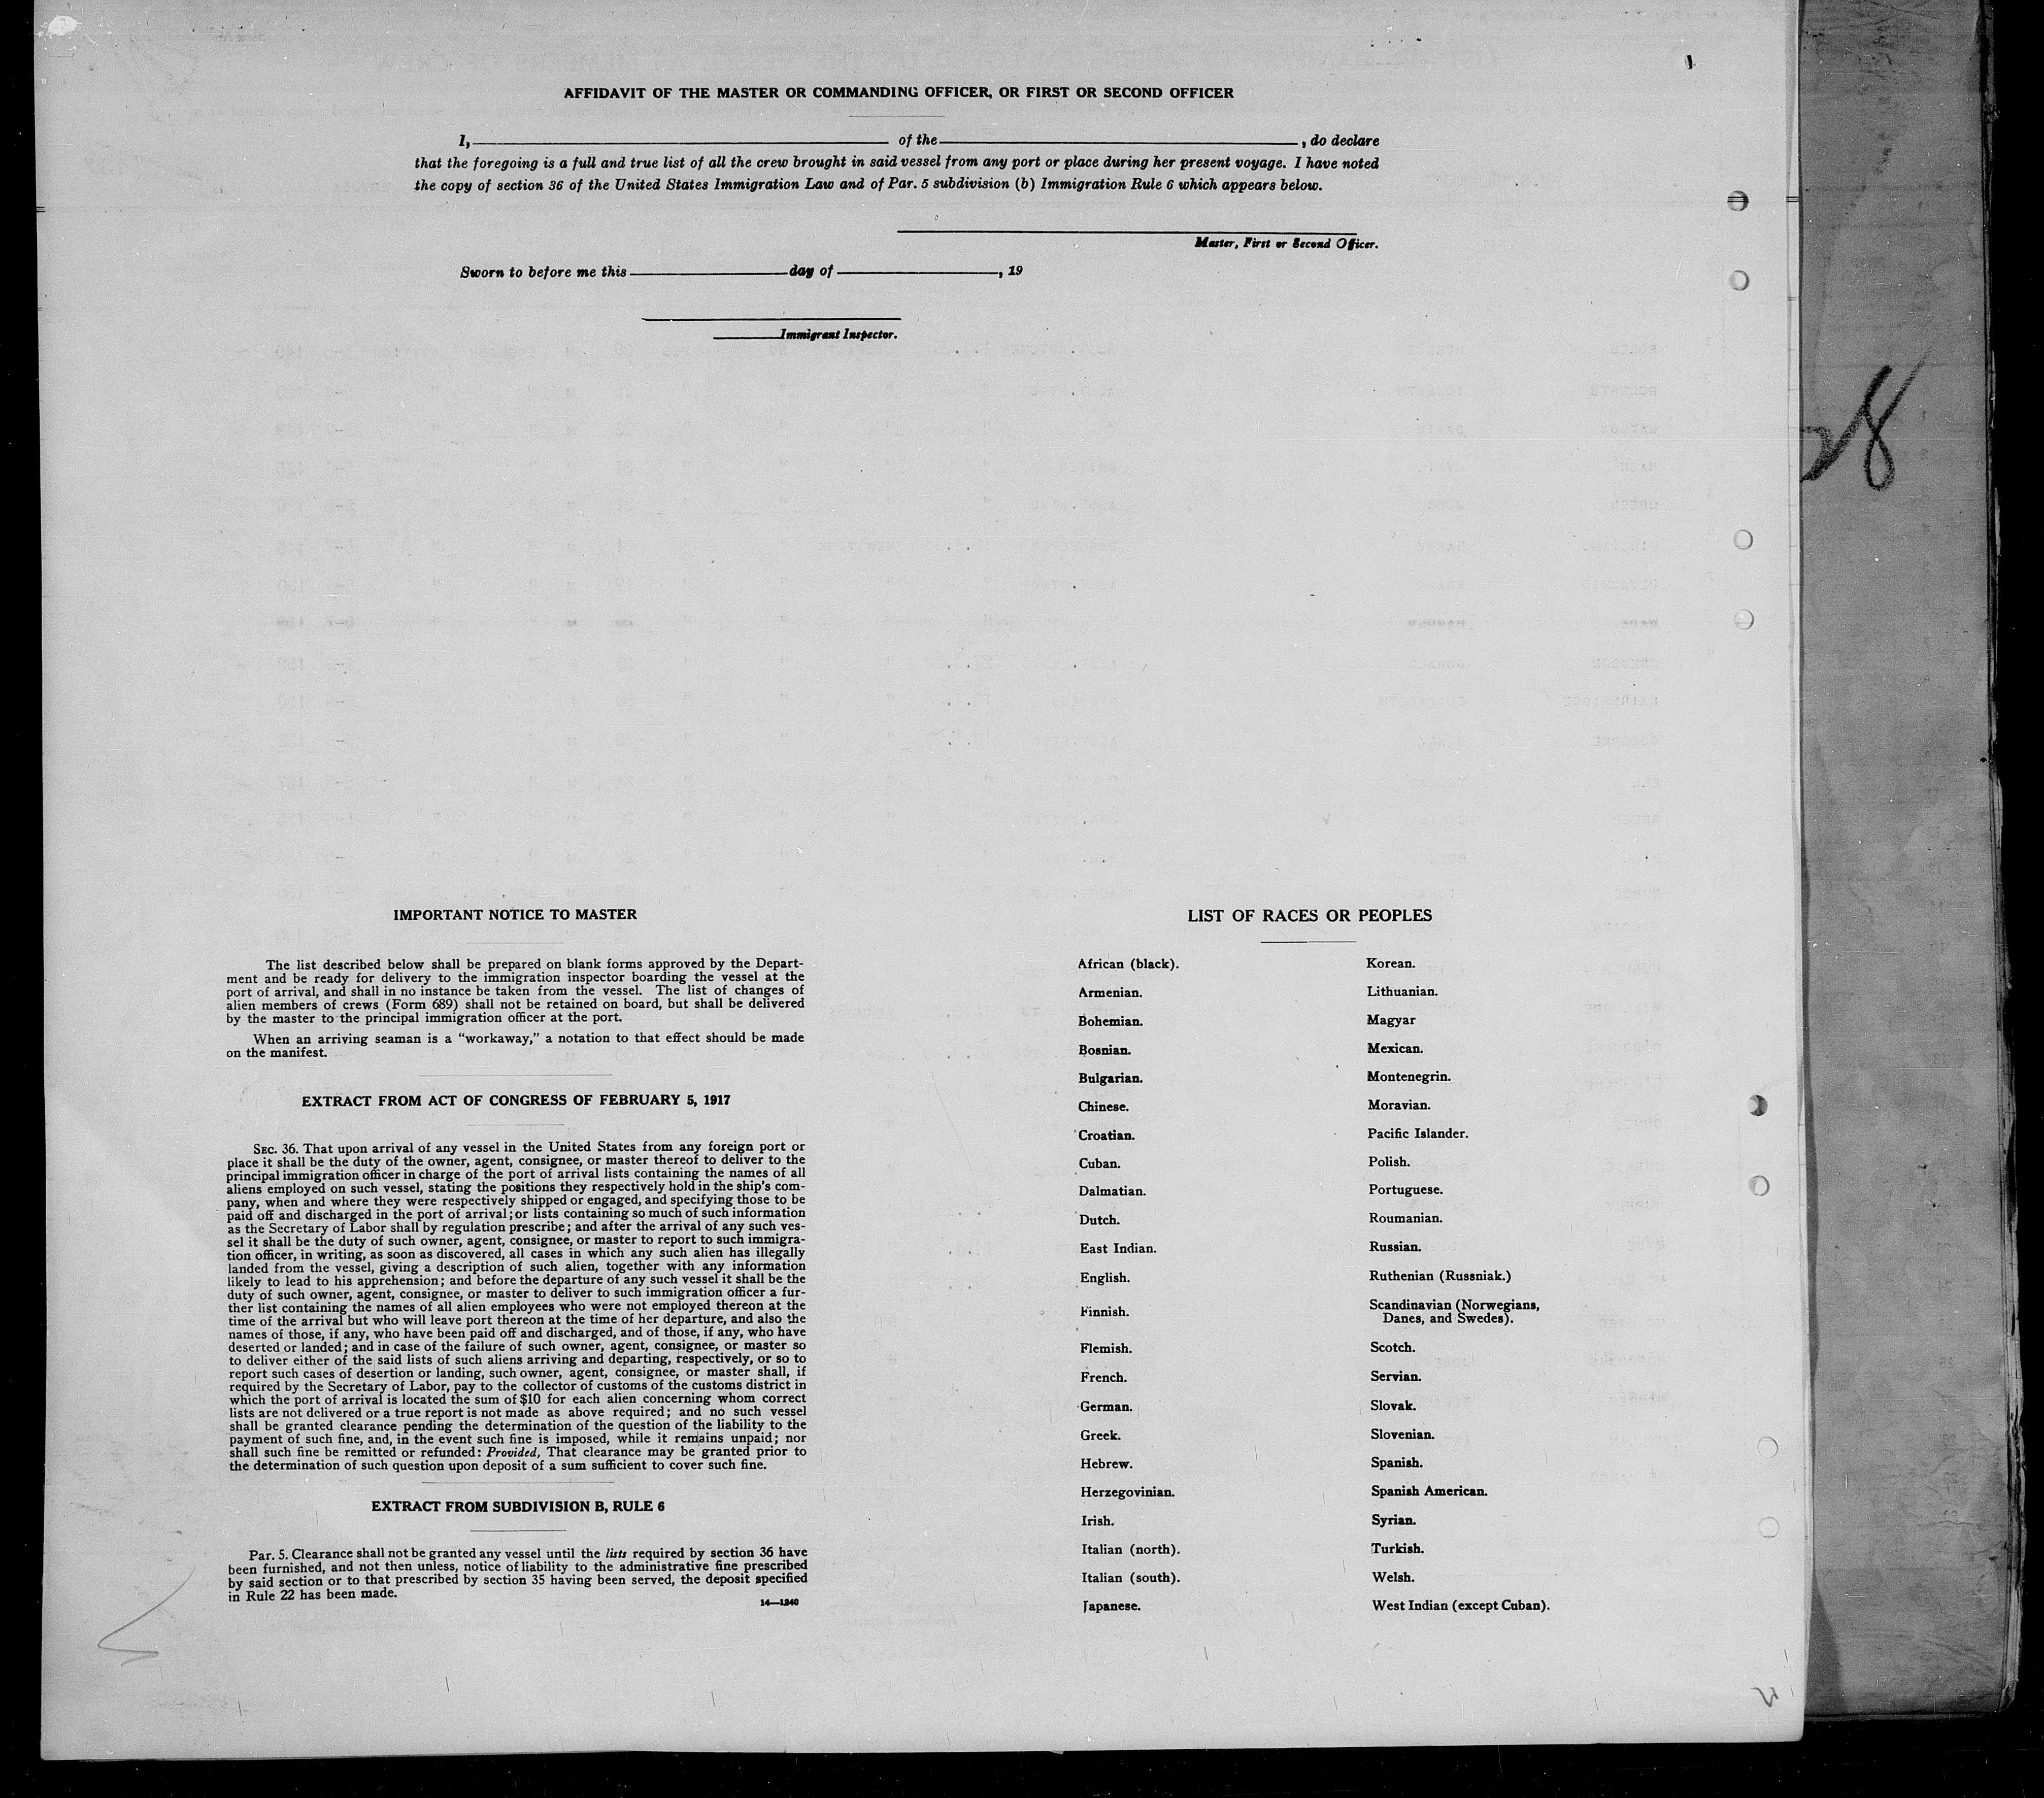 AFFIDAVIT OF THE MASTER OR COMMANDING OFFICER, OR FIRST OR SECOND OFFICER
I, of the , do declare
that the foregoing is a full and true list of all the crew brought in said vessel from any port or place during her present voyage. I have noted
the copy of section 36 of the United States Immigration Law and of Par. 5 subdivision (b) Immigration Rule 6 which appears below.
Master, First or Second Officer.
Sworn to before me this day of , 19
Immigrant Inspector.
28
IMPORTANT NOTICE TO MASTER
The list described below shall be prepared on blank forms approved by the Depart-
ment and be ready for delivery to the immigration inspector boarding the vessel at the
port of arrival, and shall in no instance be taken from the vessel. The list of changes of
alien members of crews (Form 689) shall not be retained on board, but shall be delivered
by the master to the principal immigration officer at the port.
When an arriving seaman is a "workaway," a notation to that effect should be made
on the manifest.
EXTRACT FROM ACT OF CONGRESS OF FEBRUARY 5, 1917
SEC. 36. That upon arrival of any vessel in the United States from any foreign port or
place it shall be the duty of the owner, agent, consignee, or master thereof to deliver to the
principal immigration officer in charge of the port of arrival lists containing the names of all
aliens employed on such vessel, stating the positions they respectively hold in the ship's com-
pany, when and where they were respectively shipped or engaged, and specifying those to be
paid off and discharged in the port of arrival; or lists containing so much of such information
as the Secretary of Labor shall by regulation prescribe; and after the arrival of any such ves-
sel it shall be the duty of such owner, agent, consignee, or master to report to such immigra-
tion officer, in writing, as soon as discovered, all cases in which any such alien has illegally
landed from the vessel, giving a description of such alien, together with any information
likely to lead to his apprehension; and before the departure of any such vessel it shall be the
duty of such owner, agent, consignee, or master to deliver to such immigration officer a fur-
ther list containing the names of all alien employees who were not employed thereon at the
time of the arrival but who will leave port thereon at the time of her departure, and also the
names of those, if any, who have been paid off and discharged, and of those, if any, who have
deserted or landed; and in case of the failure of such owner, agent, consignee, or master so
to deliver either of the said lists of such aliens arriving and departing, respectively, or so to
report such cases of desertion or landing, such owner, agent, consignee, or master shall, if
required by the Secretary of Labor, pay to the collector of customs of the customs district in
which the port of arrival is located the sum of $10 for each alien concerning whom correct
lists are not delivered or a true report is not made as above required; and no such vessel
shall be granted clearance pending the determination of the question of the liability to the
payment of such fine, and, in the event such fine is imposed, while it remains unpaid; nor
shall such fine be remitted or refunded: Provided, That clearance may be granted prior to
the determination of such question upon deposit of a sum sufficient to cover such fine.
EXTRACT FROM SUBDIVISION B, RULE 6
Par. 5. Clearance shall not be granted any vessel until the lists required by section 36 have
been furnished, and not then unless, notice of liability to the administrative fine prescribed
by said section or to that prescribed by section 35 having been served, the deposit specified
in Rule 22 has been made.
14—1240
LIST OF RACES OR PEOPLES
African (black).
Armenian.
Bohemian.
Bosnian.
Bulgarian.
Chinese.
Croatian.
Cuban.
Dalmatian.
Dutch.
East Indian.
English.
Finnish.
Flemish.
French.
German.
Greek.
Hebrew.
Herzegovinian.
Irish.
Italian (north).
Italian (south).
Japanese.
Korean.
Lithuanian.
Magyar
Mexican.
Montenegrin.
Moravian.
Pacific Islander.
Polish.
Portuguese.
Roumanian.
Russian.
Ruthenian (Russniak.)
Scandinavian (Norwegians,
Danes, and Swedes).
Scotch.
Servian.
Slovak.
Slovenian.
Spanish.
Spanish American.
Syrian.
Turkish.
Welsh.
West Indian (except Cuban).